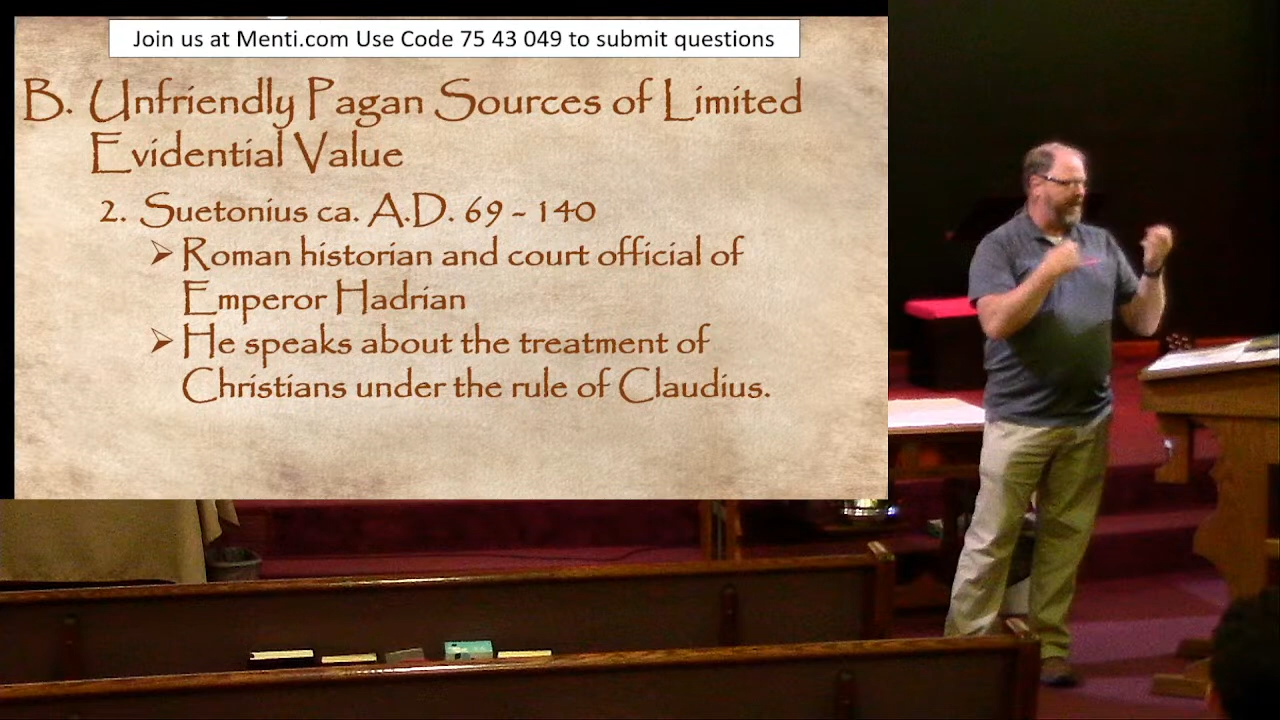 Join us at Menti.com Use Code 75 43 049 to submit questions
B. Unfriendly Pagan Sources of Limited
Evidential Value
2. Suetonius ca. A.D. 69 - 140
➢ Roman historian and court official of
Emperor Hadrian
➢ He speaks about the treatment of
Christians under the rule of Claudius.